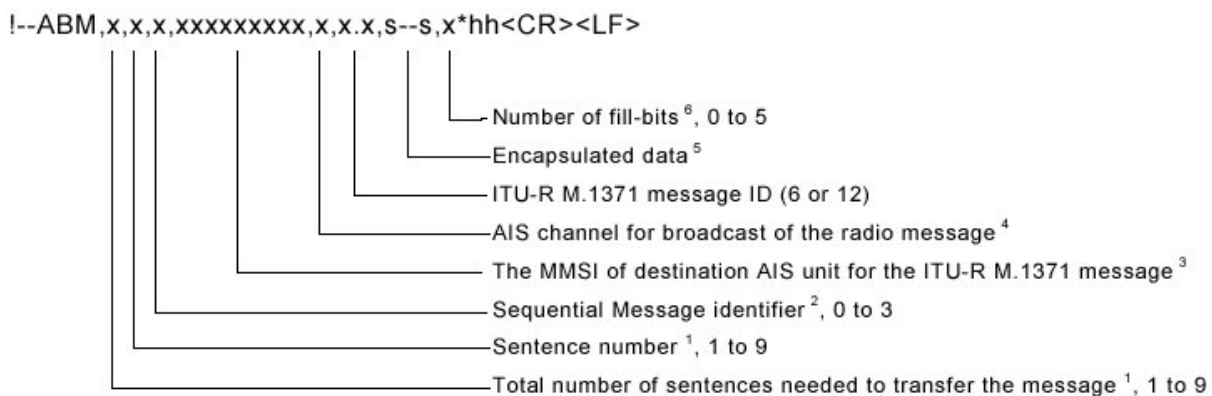 !--ABM,x,x,x,xxxxxxxxx,x,x.x,s--s,x*hh<CR><LF>
Number of fill-bits ⁶, 0 to 5
Encapsulated data ⁵
ITU-R M.1371 message ID (6 or 12)
AIS channel for broadcast of the radio message ⁴
The MMSI of destination AIS unit for the ITU-R M.1371 message ³
Sequential Message identifier ², 0 to 3
Sentence number ¹, 1 to 9
Total number of sentences needed to transfer the message ¹, 1 to 9